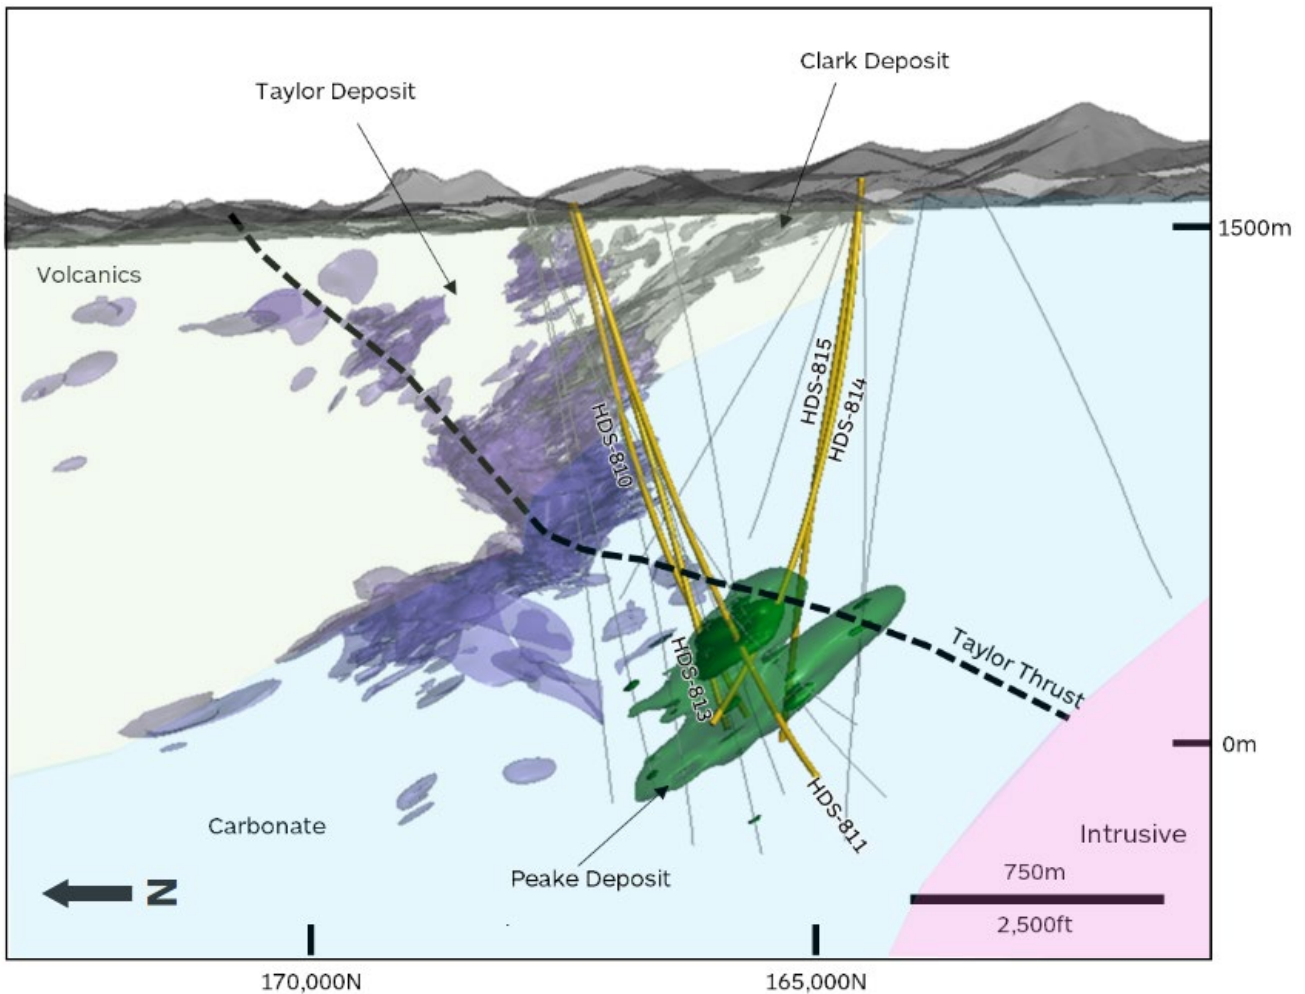 Clark Deposit
Taylor Deposit
1500m
Volcanics
HDS-815
HDS-814
HDS-810
Taylor Thrust
HDS-813
0m
HDS-811
Carbonate
Intrusive
750m
2,500ft
Peake Deposit
N
170,000N
165,000N